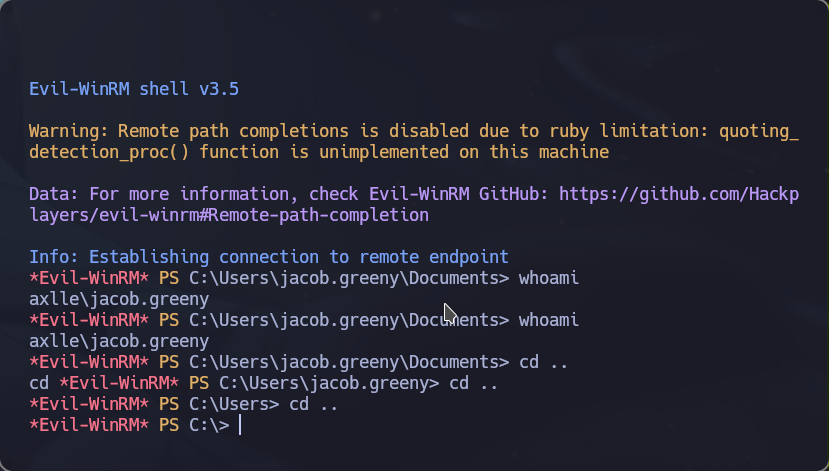 Evil-WinRM shell v3.5
Warning: Remote path completions is disabled due to ruby limitation: quoting_
detection_proc() function is unimplemented on this machine
Data: For more information, check Evil-WinRM GitHub: https://github.com/Hackp
layers/evil-winrm#Remote-path-completion
Info: Establishing connection to remote endpoint
*Evil-WinRM* PS C:\Users\jacob.greeny\Documents> whoami
axlle\jacob.greeny
*Evil-WinRM* PS C:\Users\jacob.greeny\Documents> whoami
axlle\jacob.greeny
*Evil-WinRM* PS C:\Users\jacob.greeny\Documents> cd ..
cd *Evil-WinRM* PS C:\Users\jacob.greeny> cd ..
*Evil-WinRM* PS C:\Users> cd ..
*Evil-WinRM* PS C:\>